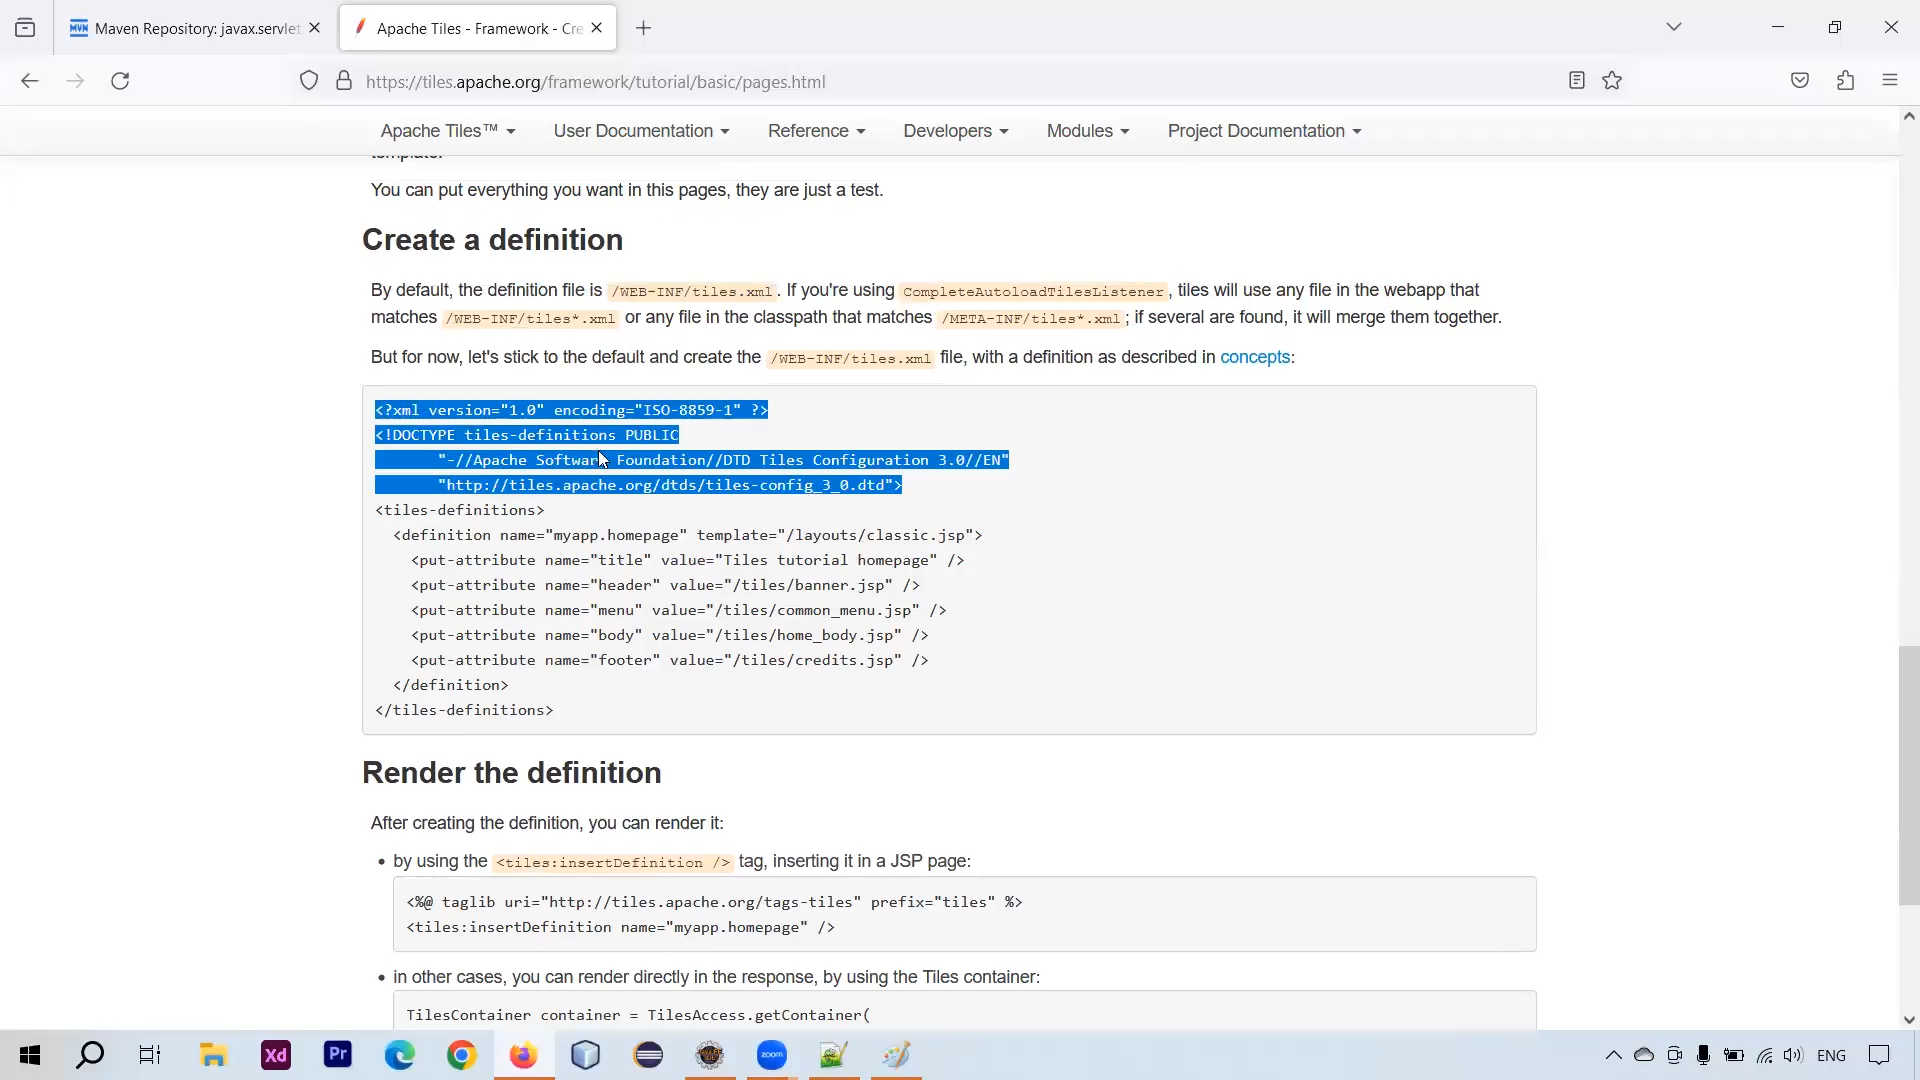 Maven Repository: javax.servlet
Apache Tiles - Framework - Cre
https://tiles.apache.org/framework/tutorial/basic/pages.html
Apache Tiles™ User Documentation Reference Developers Modules Project Documentation
template.
You can put everything you want in this pages, they are just a test.
Create a definition
By default, the definition file is /WEB-INF/tiles.xml. If you're using CompleteAutoloadTilesListener, tiles will use any file in the webapp that
matches /WEB-INF/tiles*.xml or any file in the classpath that matches /META-INF/tiles*.xml; if several are found, it will merge them together.
But for now, let's stick to the default and create the /WEB-INF/tiles.xml file, with a definition as described in concepts:
<?xml version="1.0" encoding="ISO-8859-1" ?>
<!DOCTYPE tiles-definitions PUBLIC
"-//Apache Software Foundation//DTD Tiles Configuration 3.0//EN"
"http://tiles.apache.org/dtds/tiles-config_3_0.dtd">
<tiles-definitions>
<definition name="myapp.homepage" template="/layouts/classic.jsp">
<put-attribute name="title" value="Tiles tutorial homepage" />
<put-attribute name="header" value="/tiles/banner.jsp" />
<put-attribute name="menu" value="/tiles/common_menu.jsp" />
<put-attribute name="body" value="/tiles/home_body.jsp" />
<put-attribute name="footer" value="/tiles/credits.jsp" />
</definition>
</tiles-definitions>
Render the definition
After creating the definition, you can render it:
• by using the <tiles:insertDefinition /> tag, inserting it in a JSP page:
<%@ taglib uri="http://tiles.apache.org/tags-tiles" prefix="tiles" %>
<tiles:insertDefinition name="myapp.homepage" />
• in other cases, you can render directly in the response, by using the Tiles container:
TilesContainer container = TilesAccess.getContainer(
Xd
Pr
zoom
ENG